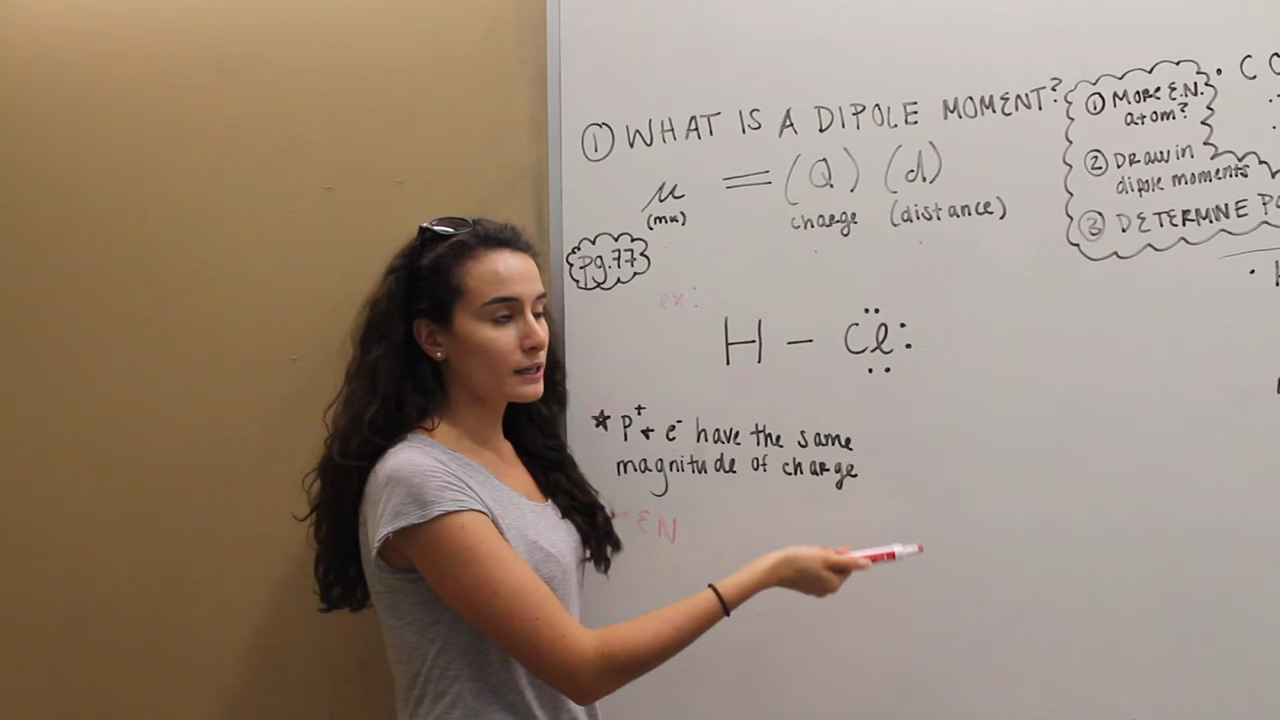 ① WHAT IS A DIPOLE MOMENT?
μ = (Q) (d)
(mu) charge (distance)
pg.77
ex:
H – Cl
* P⁺ + e⁻ have the same
magnitude of charge
- EN
① MORE E.N.
atom?
② Draw in
dipole moments
③ DETERMINE